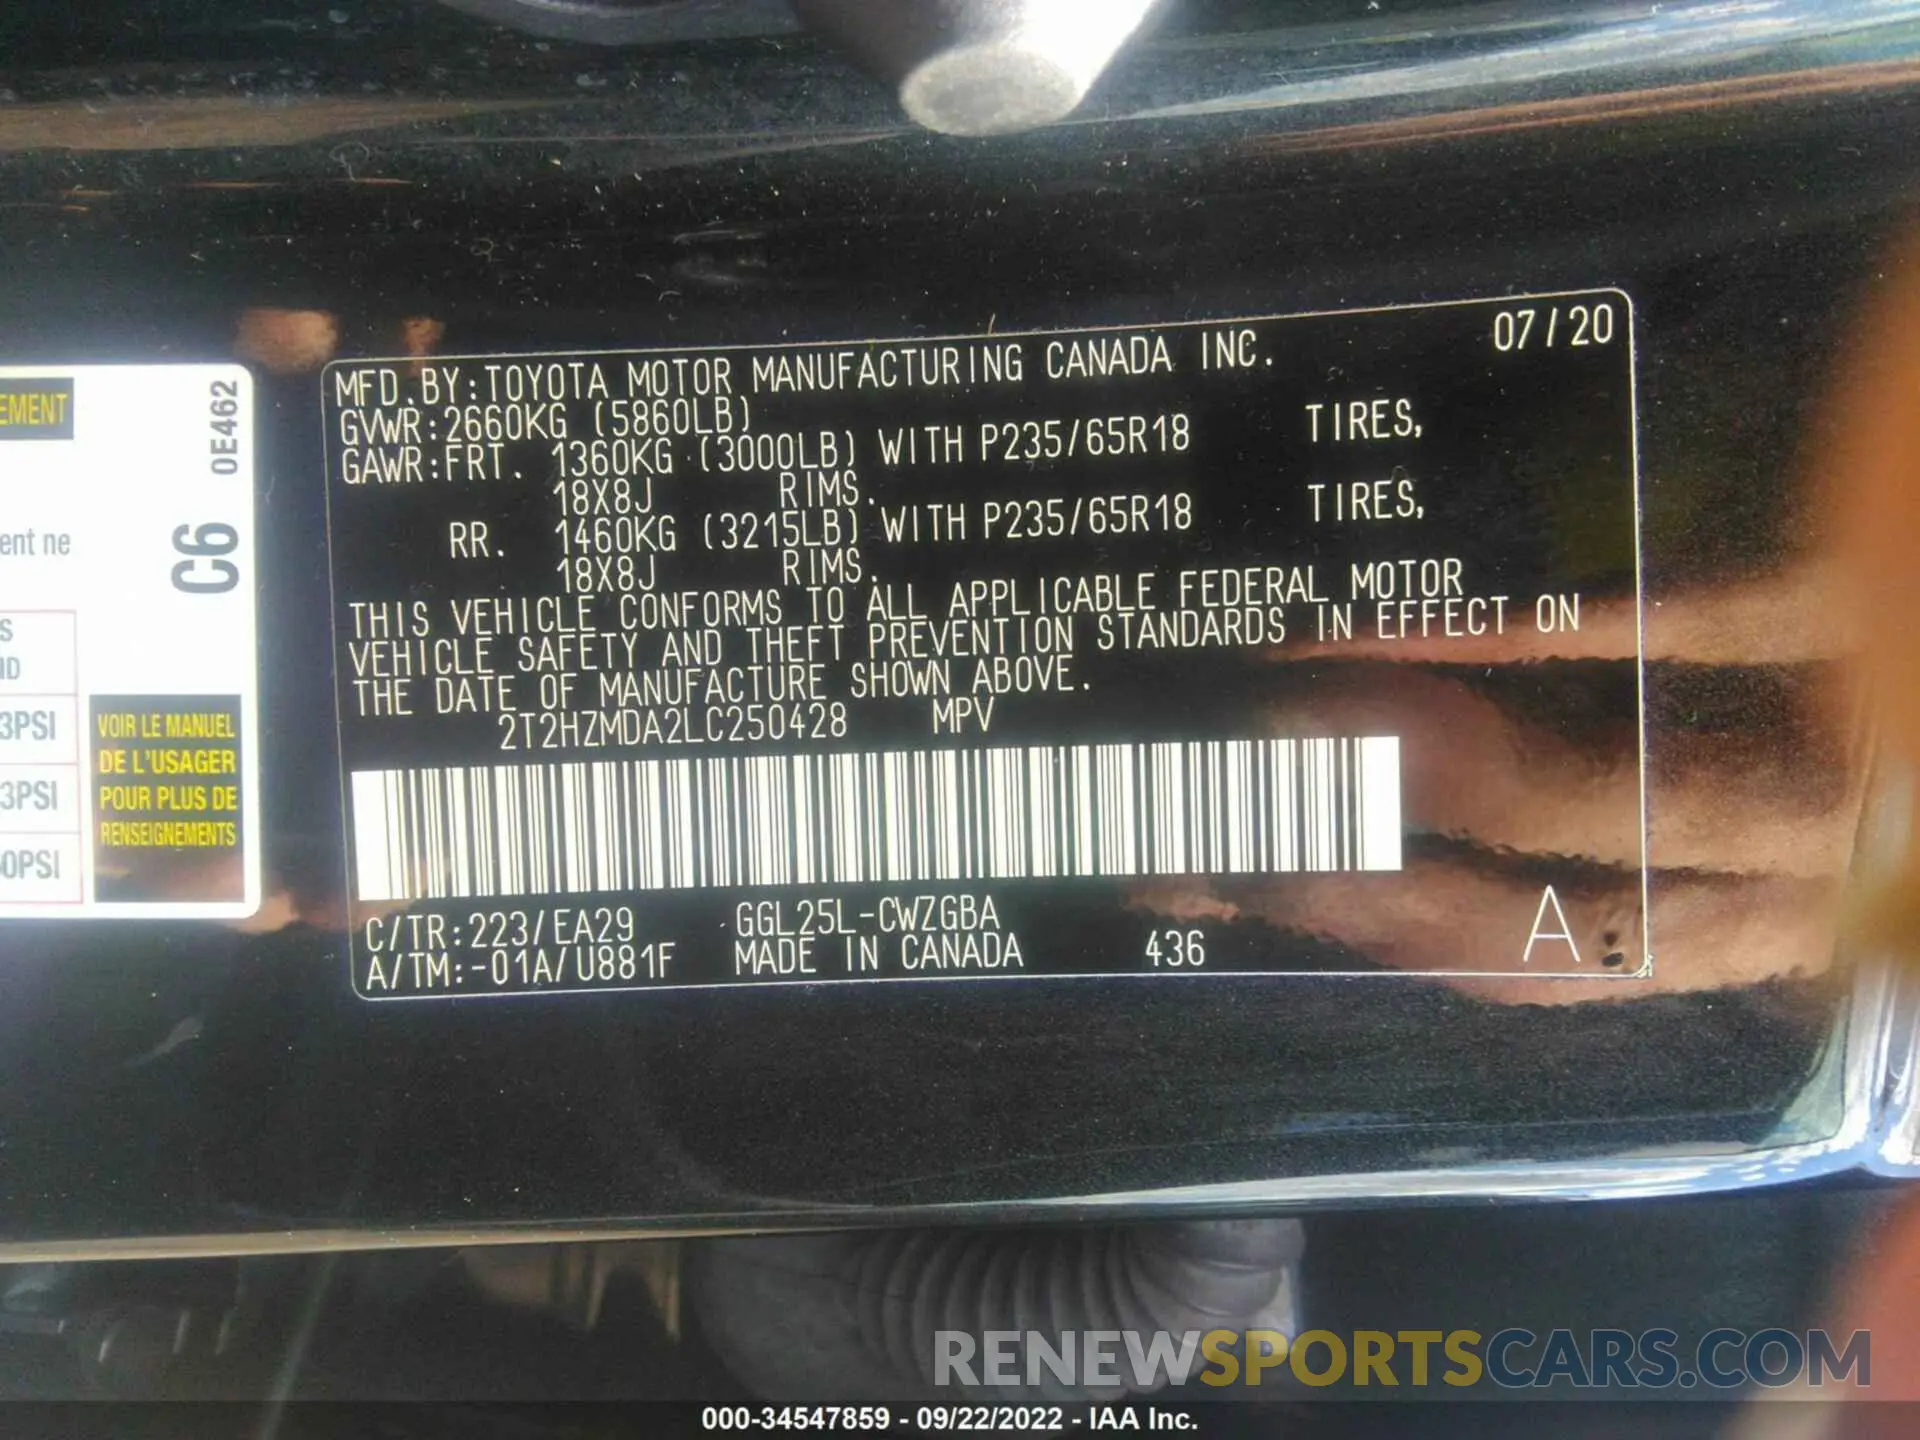 EMENT
ent ne
S
ND
3PSI
3PSI
0PSI
0E462
C6
VOIR LE MANUEL
DE L'USAGER
POUR PLUS DE
RENSEIGNEMENTS
07/20
MFD.BY:TOYOTA MOTOR MANUFACTURING CANADA INC.
GVWR:2660KG (5860LB)
GAWR:FRT. 1360KG (3000LB) WITH P235/65R18 TIRES,
18X8J RIMS.
RR. 1460KG (3215LB) WITH P235/65R18 TIRES,
18X8J RIMS.
THIS VEHICLE CONFORMS TO ALL APPLICABLE FEDERAL MOTOR
VEHICLE SAFETY AND THEFT PREVENTION STANDARDS IN EFFECT ON
THE DATE OF MANUFACTURE SHOWN ABOVE.
2T2HZMDA2LC250428 MPV
C/TR:223/EA29 GGL25L-CWZGBA
A/TM:-01A/U881F MADE IN CANADA 436 A
RENEWSPORTSCARS.COM
000-34547859 - 09/22/2022 - IAA Inc.